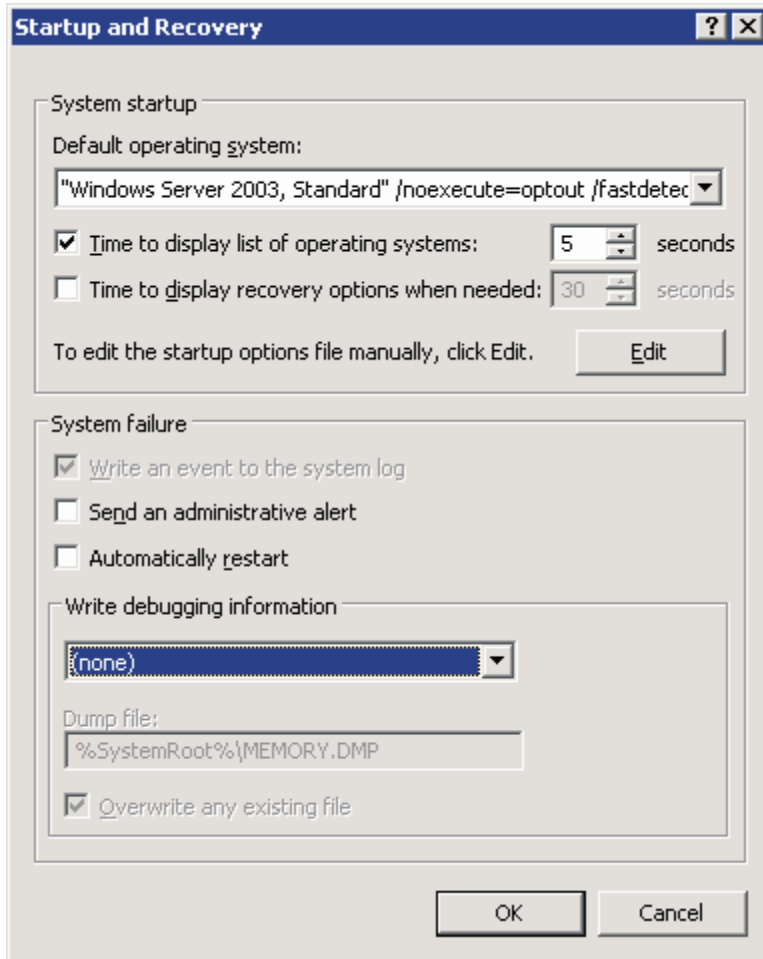 Startup and Recovery
System startup
Default operating system:
"Windows Server 2003, Standard" /noexecute=optout /fastdetec
Time to display list of operating systems: 5 seconds
Time to display recovery options when needed: 30 seconds
To edit the startup options file manually, click Edit. Edit
System failure
Write an event to the system log
Send an administrative alert
Automatically restart
Write debugging information
(none)
Dump file:
%SystemRoot%\MEMORY.DMP
Overwrite any existing file
OK Cancel